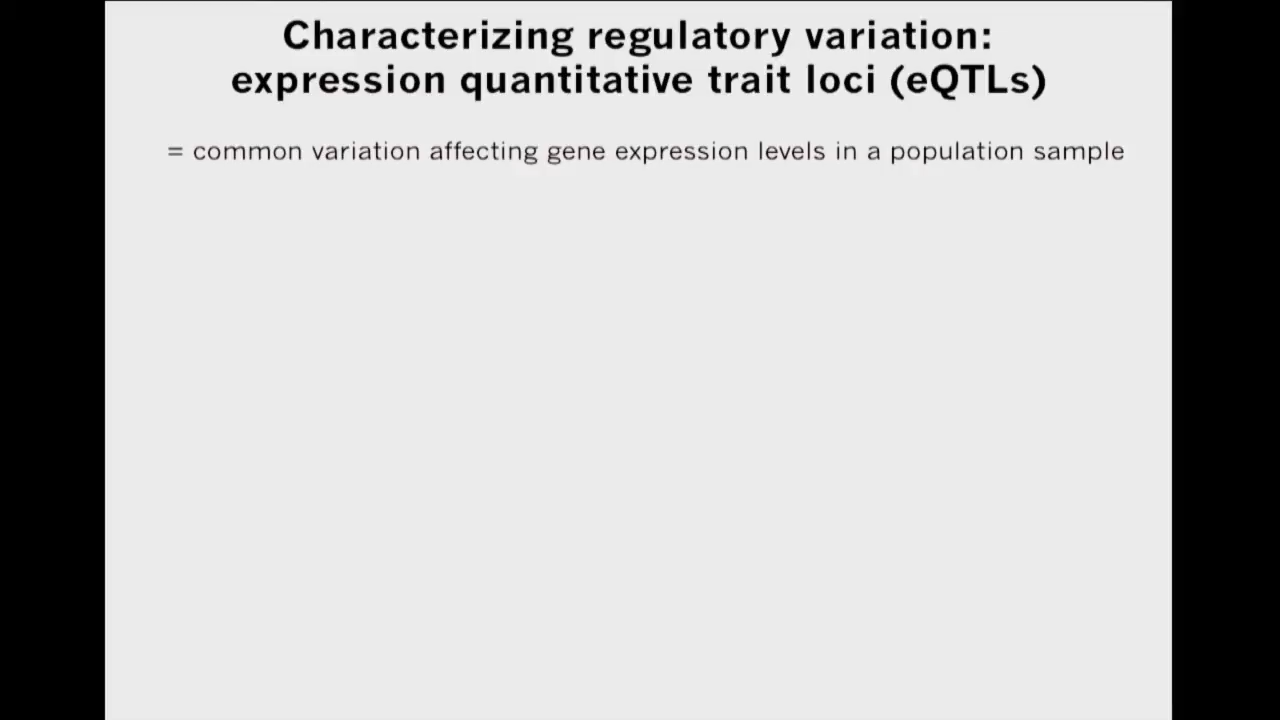 Characterizing regulatory variation:
expression quantitative trait loci (eQTLs)
= common variation affecting gene expression levels in a population sample